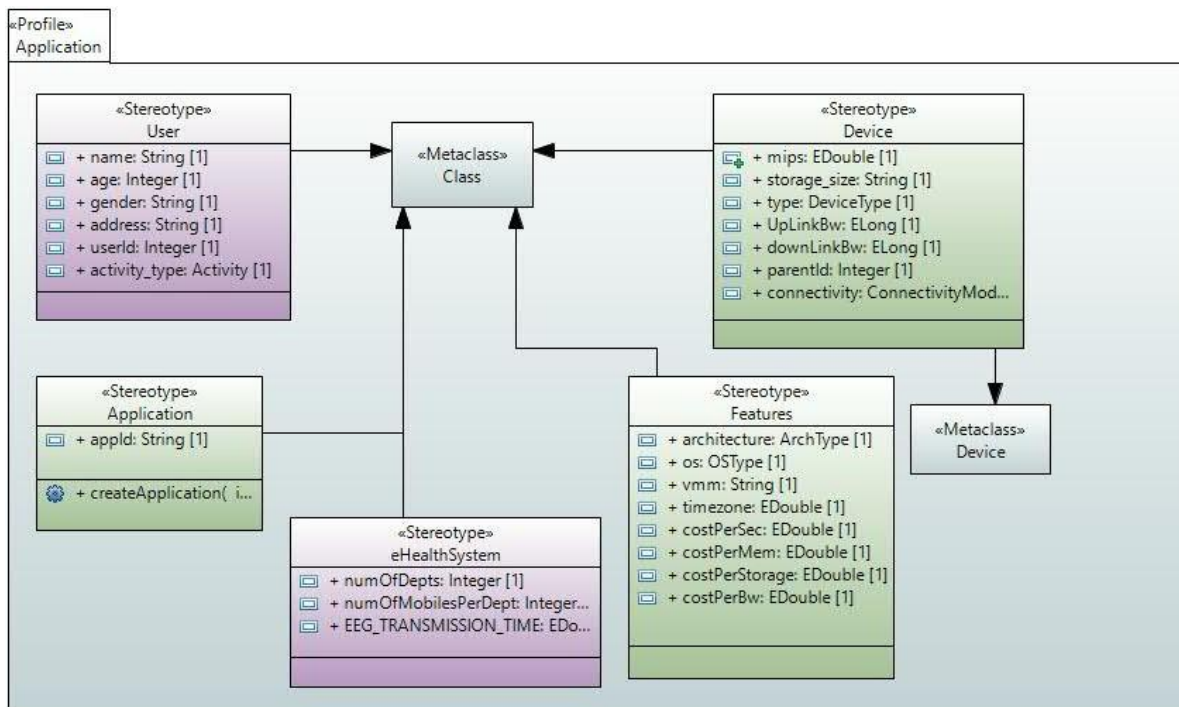 «Profile»
Application
«Stereotype»
User
+ name: String [1]
+ age: Integer [1]
+ gender: String [1]
+ address: String [1]
+ userId: Integer [1]
+ activity_type: Activity [1]
«Metaclass»
Class
«Stereotype»
Device
+ mips: EDouble [1]
+ storage_size: String [1]
+ type: DeviceType [1]
+ UpLinkBw: ELong [1]
+ downLinkBw: ELong [1]
+ parentId: Integer [1]
+ connectivity: ConnectivityMod...
«Stereotype»
Application
+ appId: String [1]
+ createApplication( i...
«Stereotype»
eHealthSystem
+ numOfDepts: Integer [1]
+ numOfMobilesPerDept: Integer...
+ EEG_TRANSMISSION_TIME: EDo...
«Stereotype»
Features
+ architecture: ArchType [1]
+ os: OSType [1]
+ vmm: String [1]
+ timezone: EDouble [1]
+ costPerSec: EDouble [1]
+ costPerMem: EDouble [1]
+ costPerStorage: EDouble [1]
+ costPerBw: EDouble [1]
«Metaclass»
Device